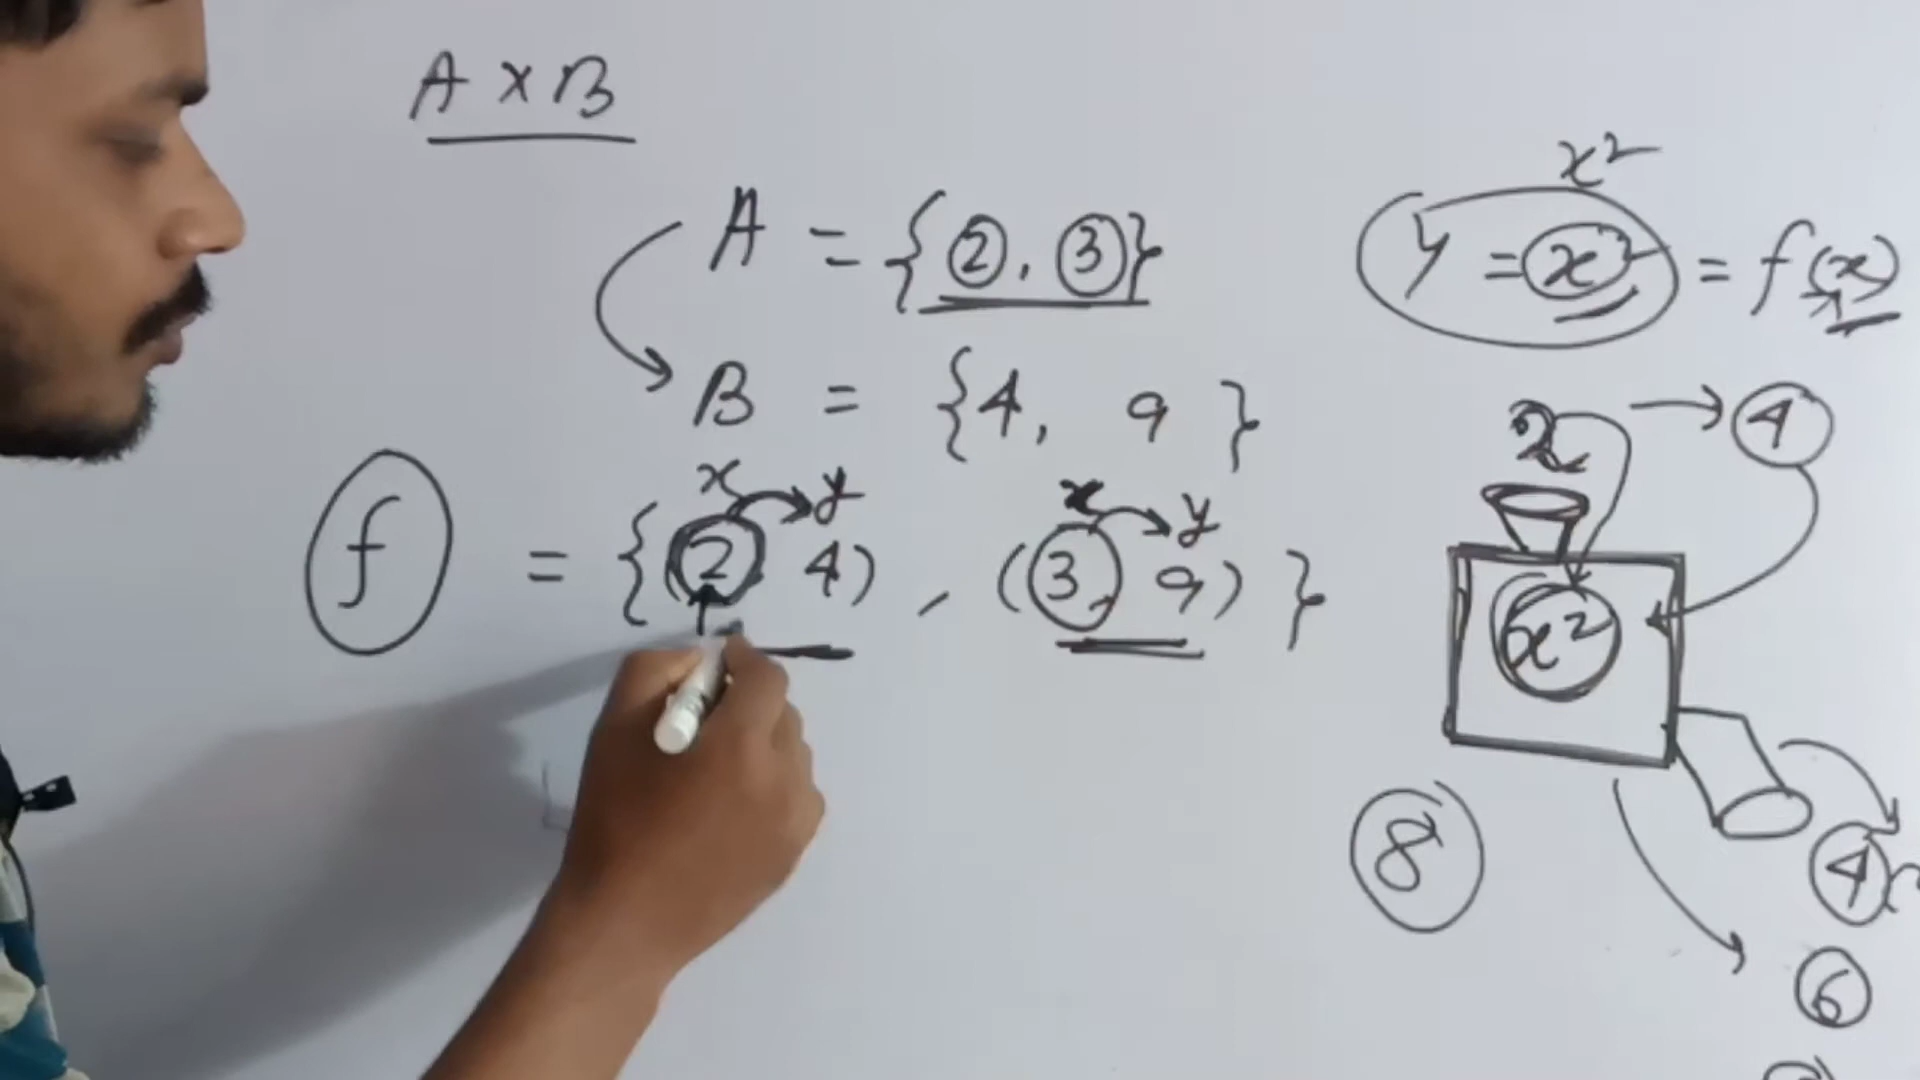 A × B
A = {2, 3}
B = {4, 9}
x y x y
f = {(2, 4), (3, 9)}
x²
y = x² = f(x)
2 → 4
x²
8
4
6